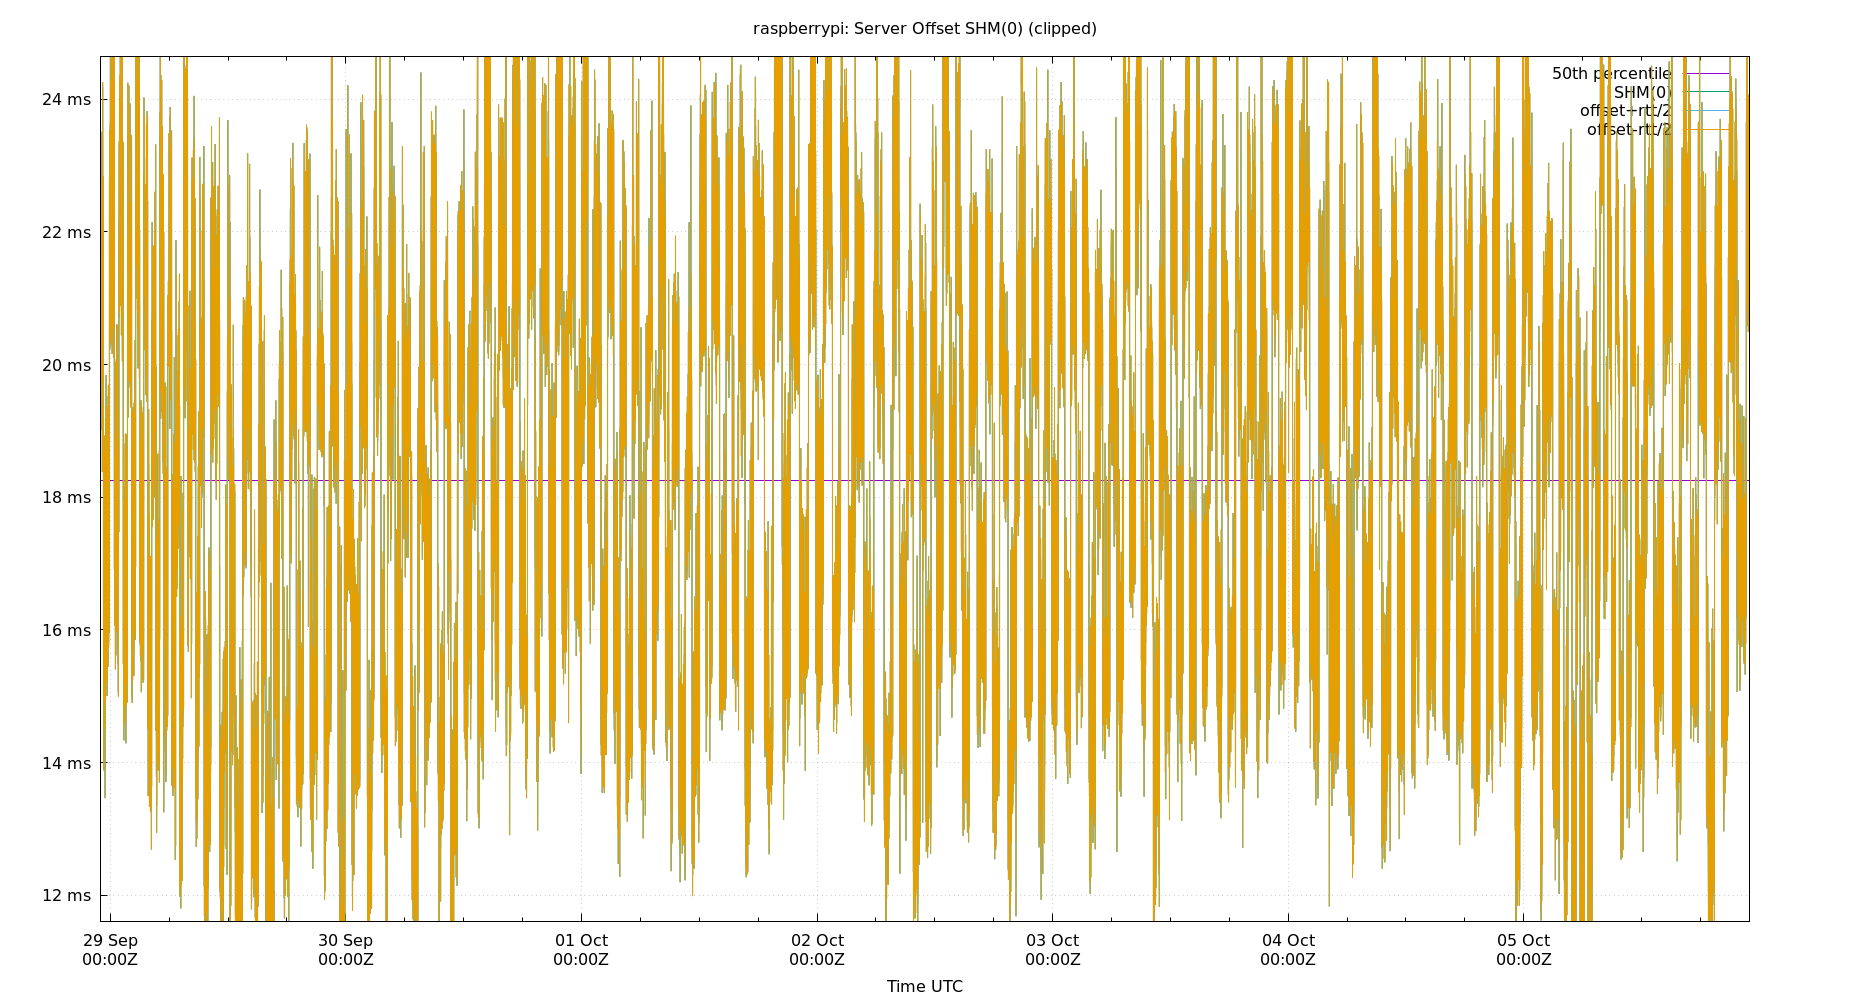 raspberrypi: Server Offset SHM(0) (clipped)
50th percentile
SHM(0)
offset+rtt/2
offset-rtt/2
24 ms
22 ms
20 ms
18 ms
16 ms
14 ms
12 ms
29 Sep 30 Sep 01 Oct 02 Oct 03 Oct 04 Oct 05 Oct
00:00Z 00:00Z 00:00Z 00:00Z 00:00Z 00:00Z 00:00Z
Time UTC